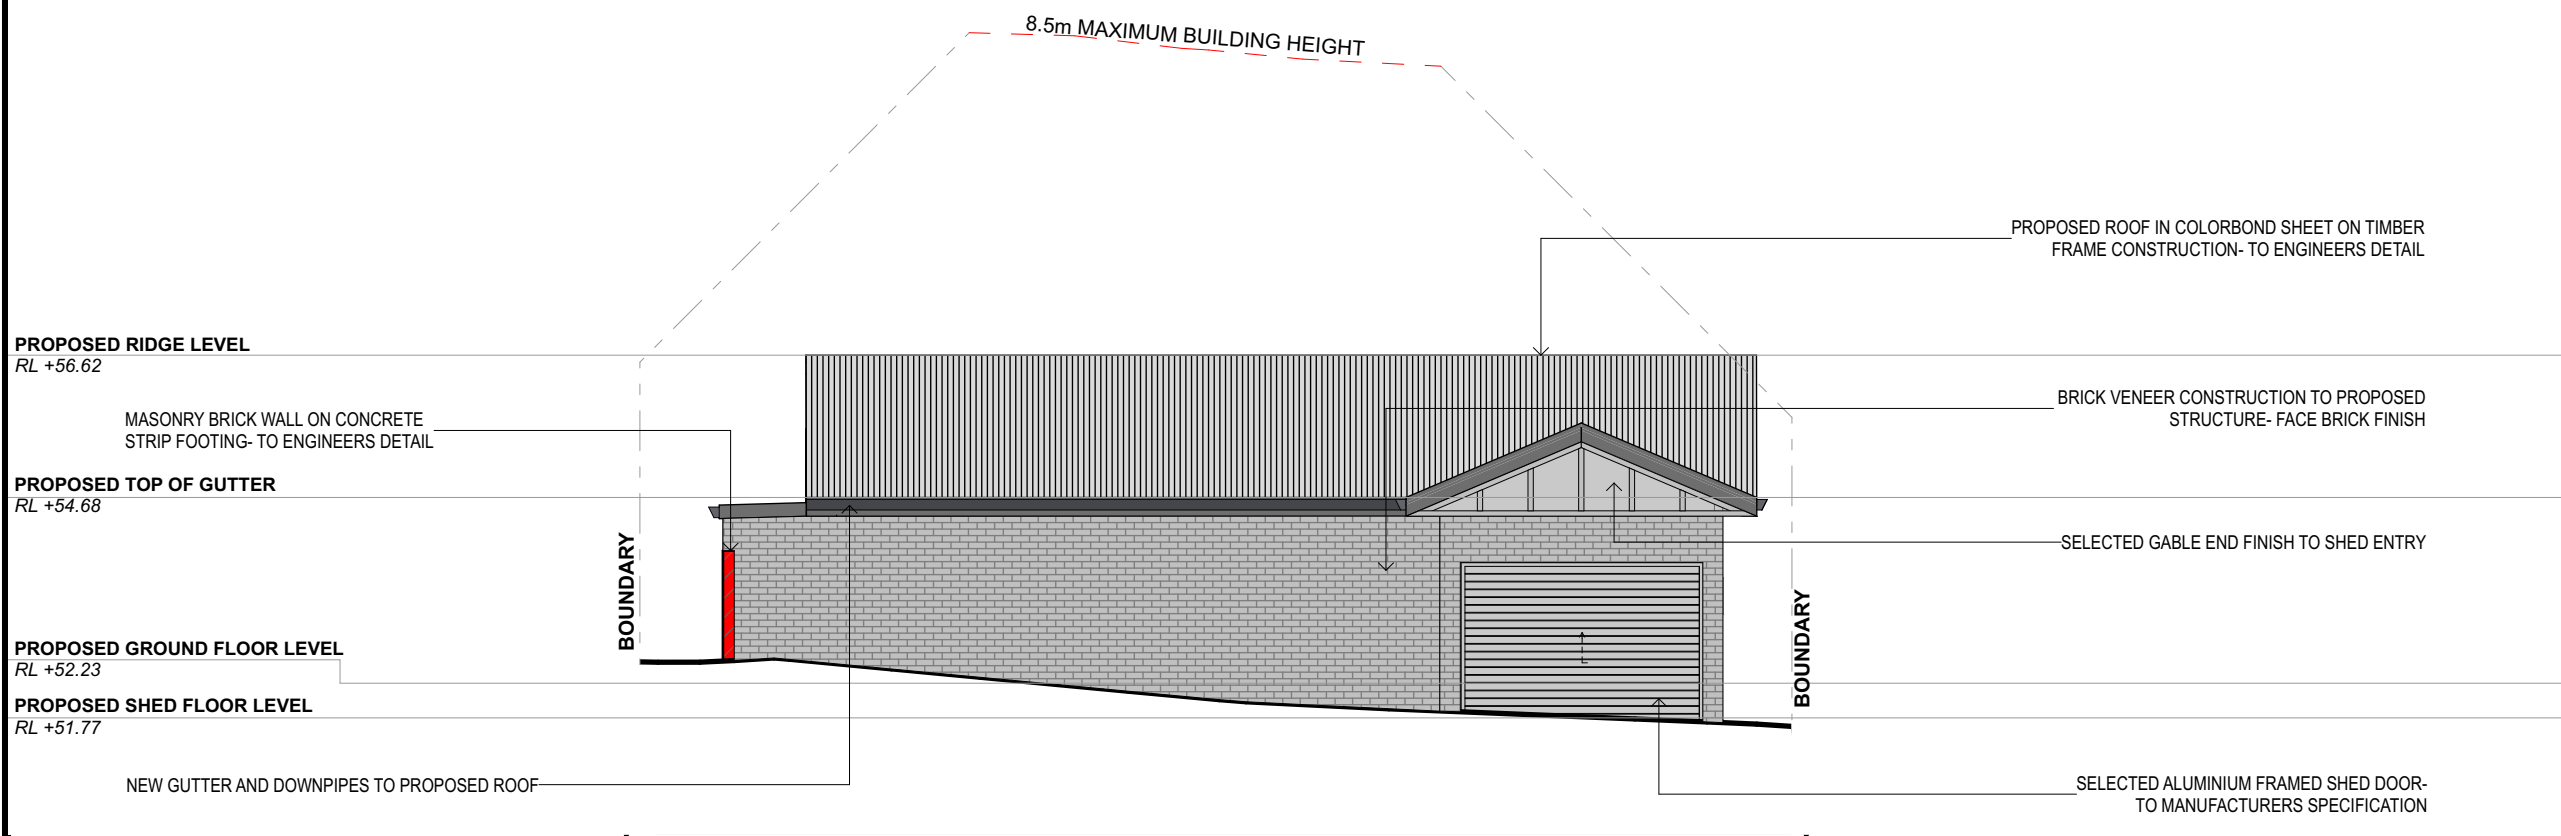 8.5m MAXIMUM BUILDING HEIGHT
PROPOSED ROOF IN COLORBOND SHEET ON TIMBER
FRAME CONSTRUCTION- TO ENGINEERS DETAIL
PROPOSED RIDGE LEVEL
RL +56.62
BRICK VENEER CONSTRUCTION TO PROPOSED
STRUCTURE- FACE BRICK FINISH
MASONRY BRICK WALL ON CONCRETE
STRIP FOOTING- TO ENGINEERS DETAIL
PROPOSED TOP OF GUTTER
RL +54.68
SELECTED GABLE END FINISH TO SHED ENTRY
BOUNDARY
BOUNDARY
PROPOSED GROUND FLOOR LEVEL
RL +52.23
PROPOSED SHED FLOOR LEVEL
RL +51.77
NEW GUTTER AND DOWNPIPES TO PROPOSED ROOF
SELECTED ALUMINIUM FRAMED SHED DOOR-
TO MANUFACTURERS SPECIFICATION